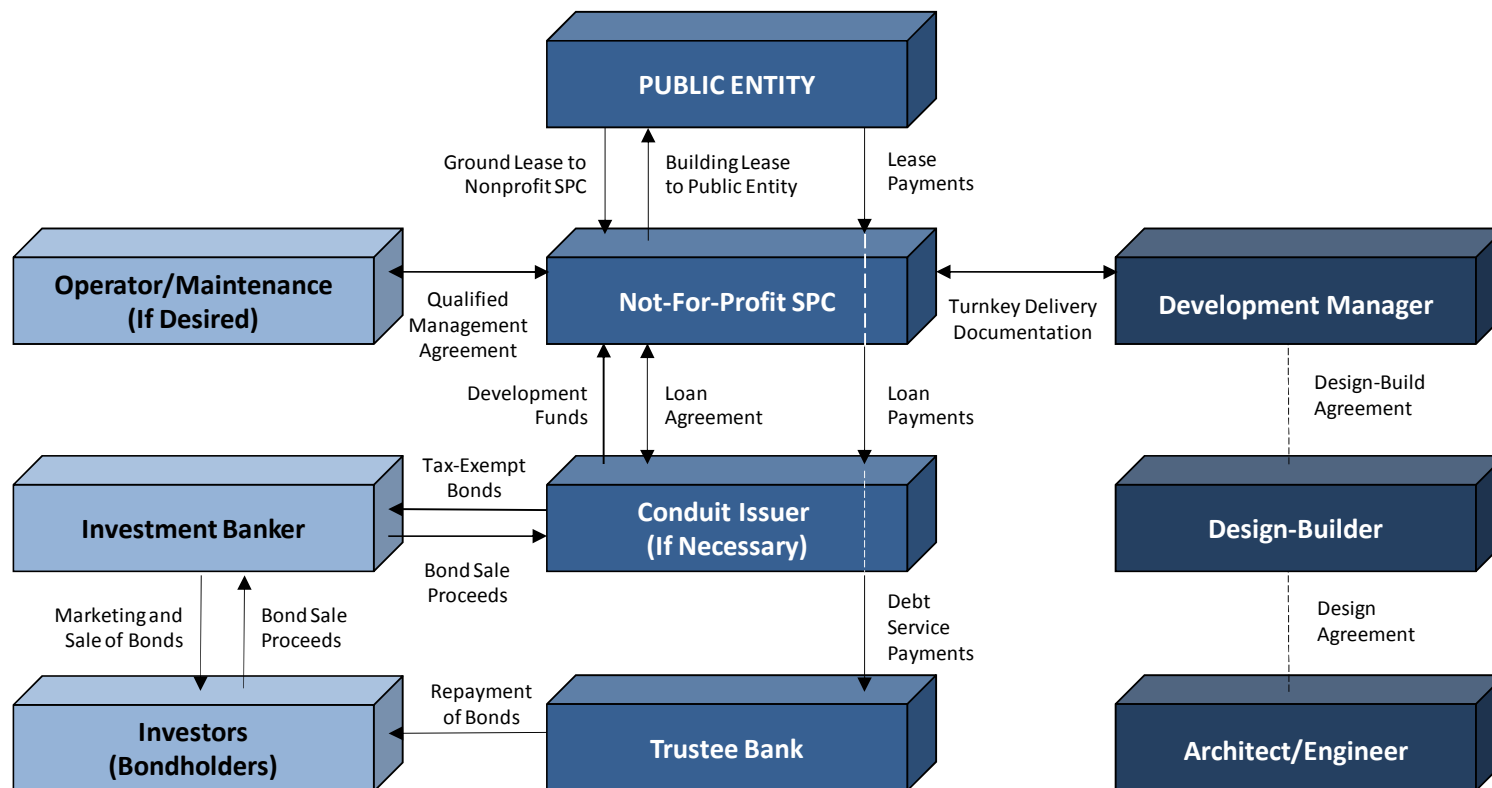 PUBLIC ENTITY
Ground Lease to
Nonprofit SPC
Building Lease
to Public Entity
Lease
Payments
Operator/Maintenance
(If Desired)
Qualified
Management
Agreement
Not-For-Profit SPC
Turnkey Delivery
Documentation
Development Manager
Development
Funds
Loan
Agreement
Loan
Payments
Design-Build
Agreement
Investment Banker
Tax-Exempt
Bonds
Bond Sale
Proceeds
Conduit Issuer
(If Necessary)
Design-Builder
Marketing and
Sale of Bonds
Bond Sale
Proceeds
Debt
Service
Payments
Design
Agreement
Investors
(Bondholders)
Repayment
of Bonds
Trustee Bank
Architect/Engineer